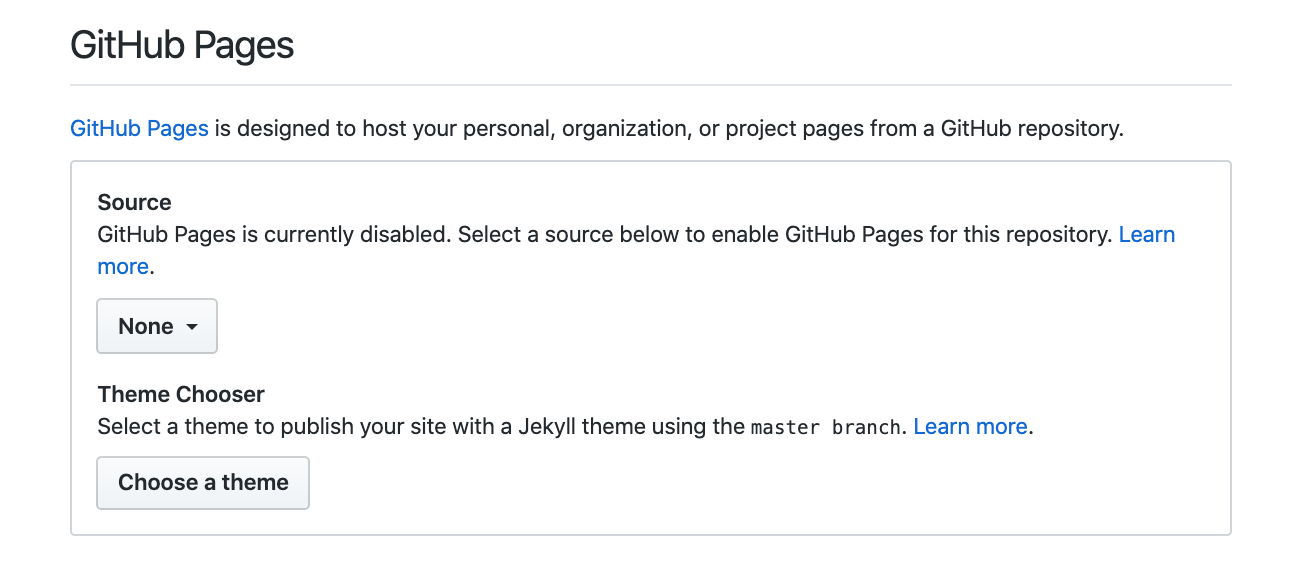 GitHub Pages
GitHub Pages is designed to host your personal, organization, or project pages from a GitHub repository.
Source
GitHub Pages is currently disabled. Select a source below to enable GitHub Pages for this repository. Learn
more.
None
Theme Chooser
Select a theme to publish your site with a Jekyll theme using the master branch. Learn more.
Choose a theme